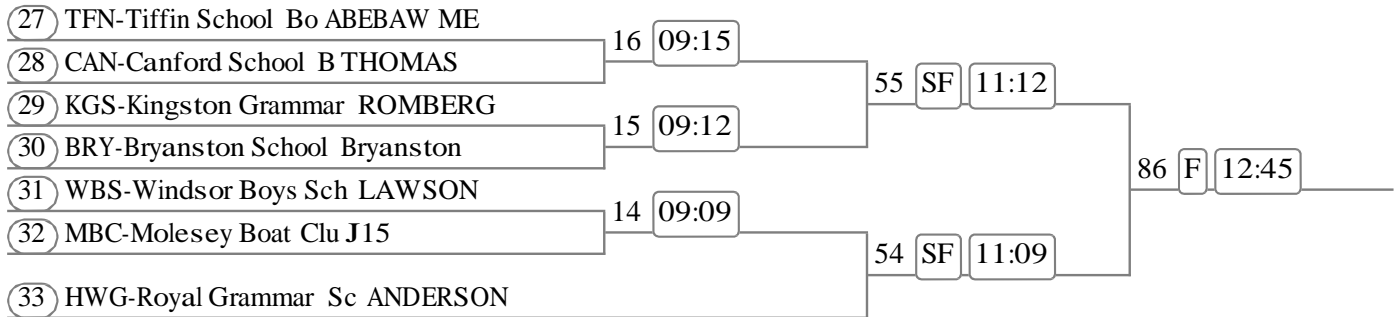 27 TFN-Tiffin School Bo ABEBAW ME
16 09:15
28 CAN-Canford School B THOMAS
55 SF 11:12
29 KGS-Kingston Grammar ROMBERG
15 09:12
30 BRY-Bryanston School Bryanston
86 F 12:45
31 WBS-Windsor Boys Sch LAWSON
14 09:09
32 MBC-Molesey Boat Clu J15
54 SF 11:09
33 HWG-Royal Grammar Sc ANDERSON